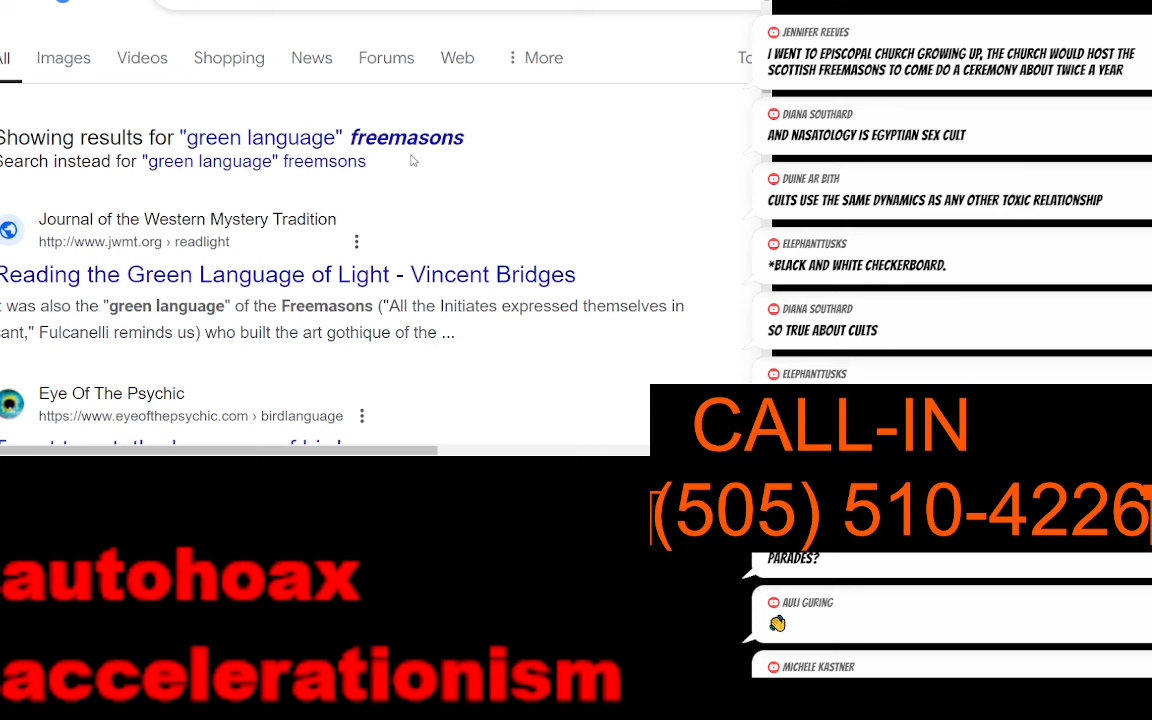 Images Videos Shopping News Forums Web More
Showing results for "green language" freemasons
Search instead for "green language" freemsons
Journal of the Western Mystery Tradition
http://www.jwmt.org › readlight
Reading the Green Language of Light - Vincent Bridges
was also the "green language" of the Freemasons ("All the Initiates expressed themselves in
cant," Fulcanelli reminds us) who built the art gothique of the ...
Eye Of The Psychic
https://www.eyeofthepsychic.com › birdlanguage
JENNIFER REEVES
I WENT TO EPISCOPAL CHURCH GROWING UP, THE CHURCH WOULD HOST THE
SCOTTISH FREEMASONS TO COME DO A CEREMONY ABOUT TWICE A YEAR
DIANA SOUTHARD
AND NASATOLOGY IS EGYPTIAN SEX CULT
DUINE AR BITH
CULTS USE THE SAME DYNAMICS AS ANY OTHER TOXIC RELATIONSHIP
ELEPHANTTUSKS
*BLACK AND WHITE CHECKERBOARD.
DIANA SOUTHARD
SO TRUE ABOUT CULTS
ELEPHANTTUSKS
CALL-IN
(505) 510-4226
PARADES?
AULI GURING
MICHELE KASTNER
autohoax
accelerationism